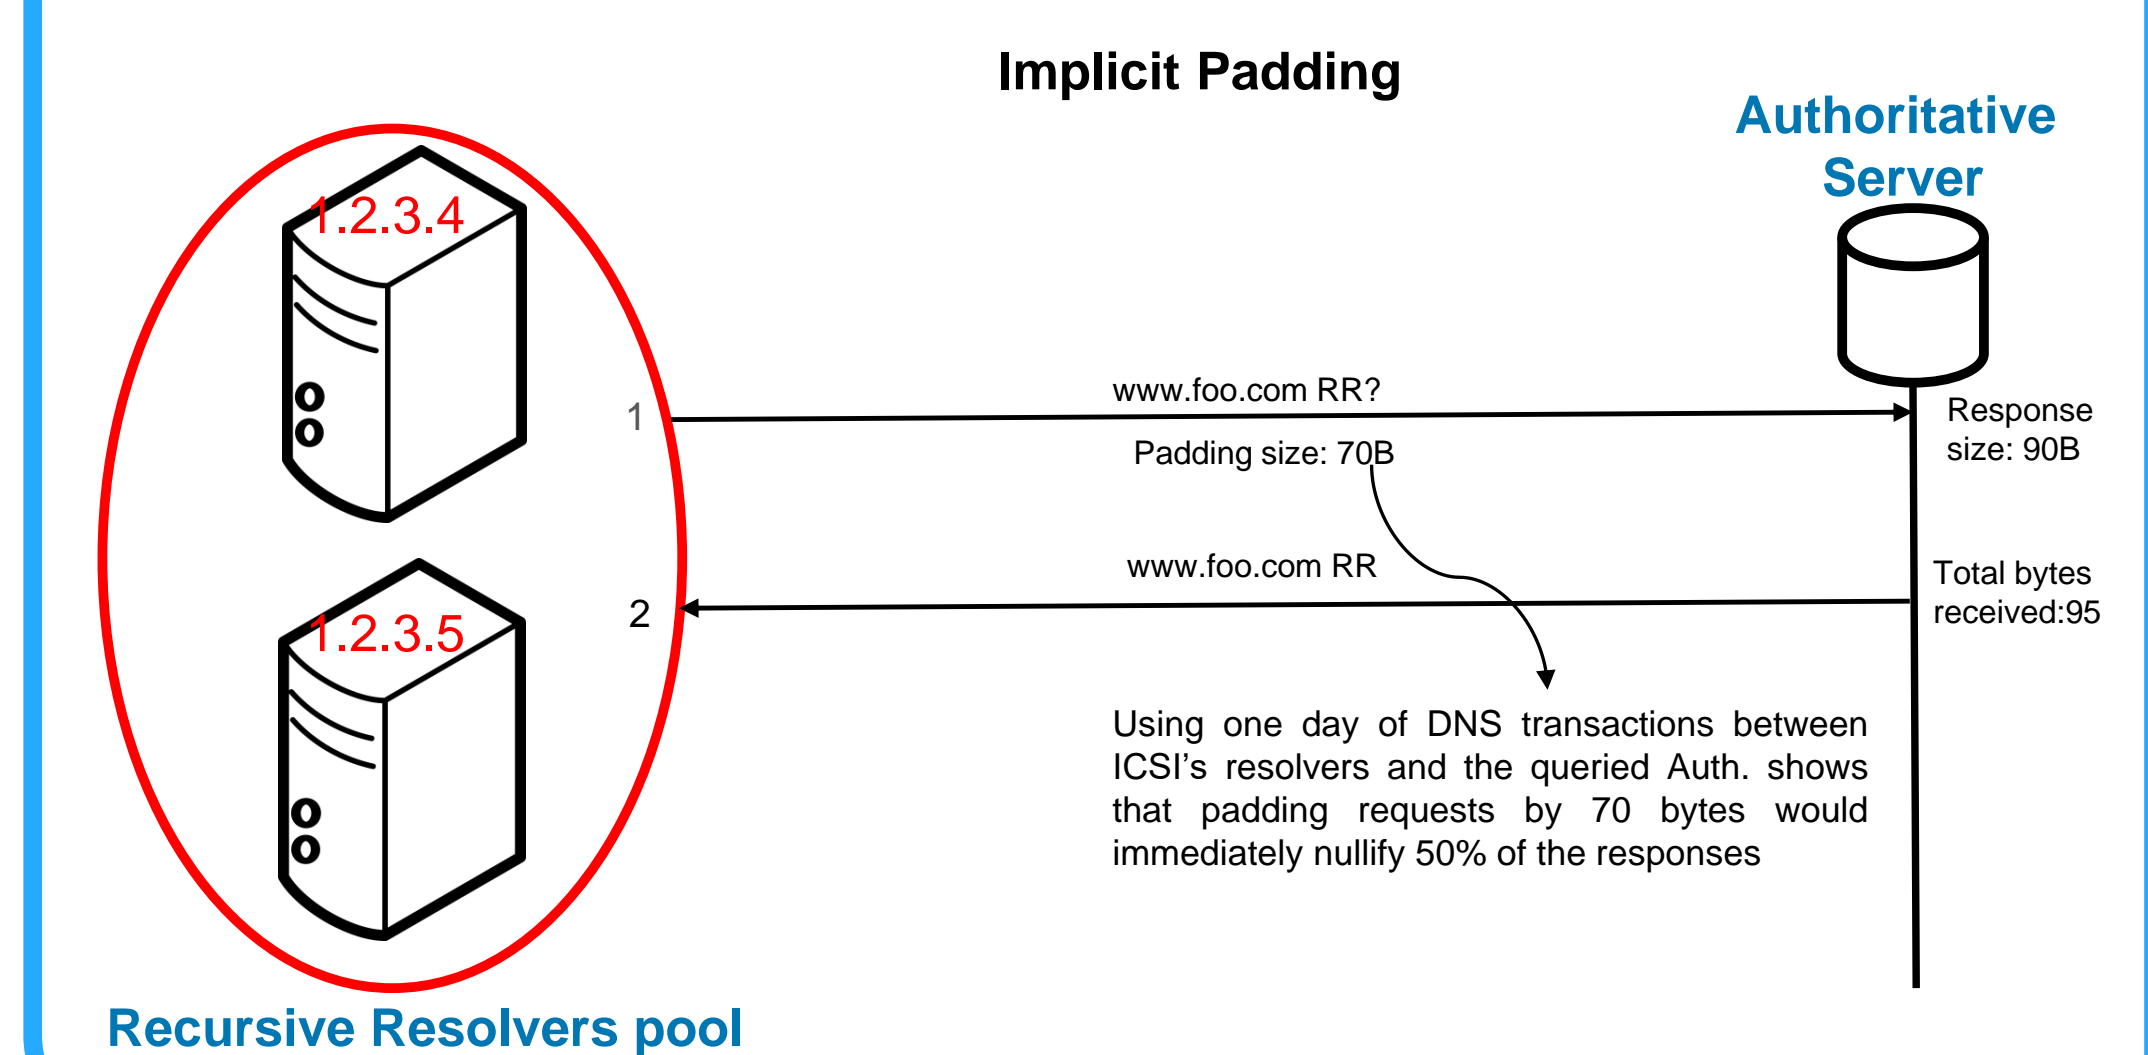 Implicit Padding
Authoritative
Server
1.2.3.4
www.foo.com RR?
1
Response
size: 90B
Padding size: 70B
www.foo.com RR
Total bytes
received:95
2
1.2.3.5
Using one day of DNS transactions between
ICSI's resolvers and the queried Auth. shows
that padding requests by 70 bytes would
immediately nullify 50% of the responses
Recursive Resolvers pool